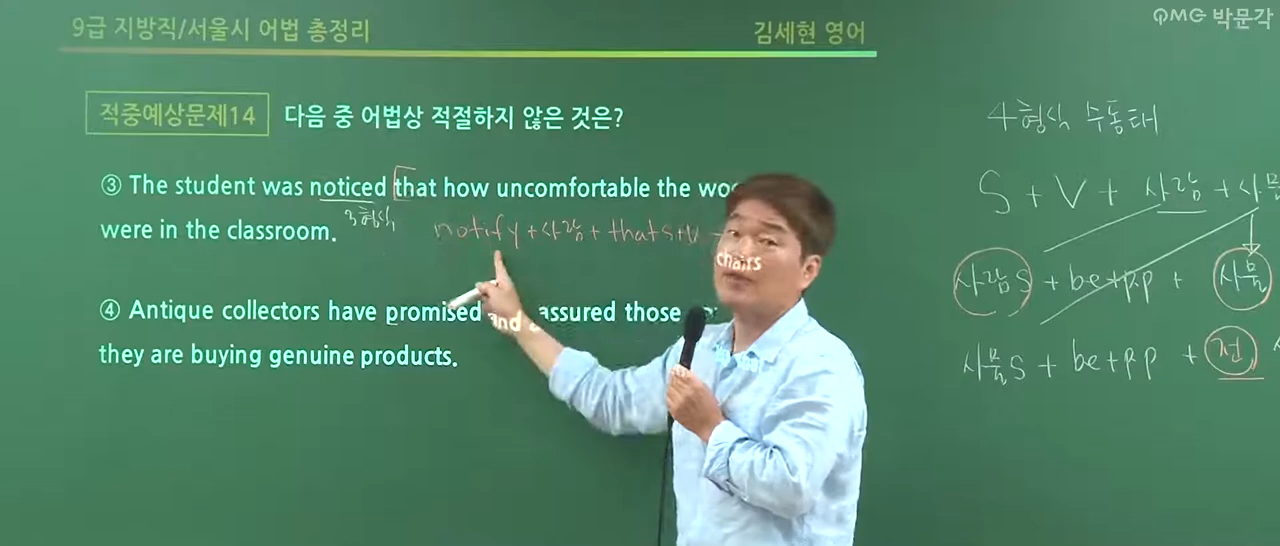 9급 지방직/서울시 어법 총정리
김세현 영어
QMG 박문각
적중예상문제14 다음 중 어법상 적절하지 않은 것은?
③ The student was noticed that how uncomfortable the chairs
were in the classroom.
3형식
notify+사람+that S+V
④ Antique collectors have promised and assured those
they are buying genuine products.
4형식 수동태
S + V + 사람 + 사물
사람S + be+pp + 사물
사물S + be+pp + 전